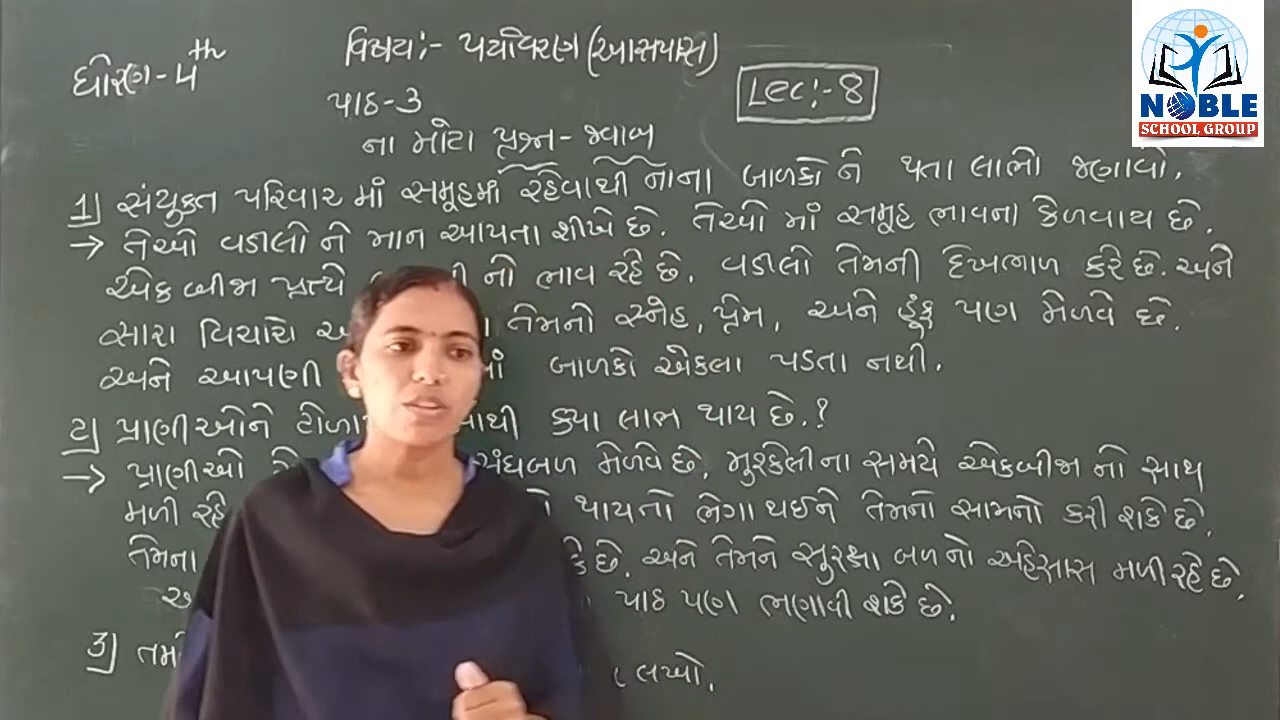 ધોરણ-4th
વિષય:- પર્યાવરણ (આસપાસ)
Lec:-8
પાઠ-3
ના મોટા પ્રશ્ન-જવાબ
1) સંયુક્ત પરિવાર માં સમૂહમાં રહેવાથી નાના બાળકો ને થતા લાભો જણાવો.
→ તેઓ વડીલો ને માન આપતા શીખે છે. તેઓ માં સમૂહ ભાવના કેળવાય છે.
એક બીજા પ્રત્યે નો ભાવ રહે છે. વડીલો તેમની દેખભાળ કરે છે. અને
સારા વિચારો તેમનો સ્નેહ, પ્રેમ, અને હૂંફ પણ મેળવે છે.
અને આપણી બાળકો એકલા પડતા નથી.
2) પ્રાણીઓને ક્યા લાભ થાય છે.?
→ પ્રાણીઓ સંઘબળ મેળવે છે, મુશ્કેલીના સમયે એકબીજા નો સાથ
મળી રહે થાય તો ભેગા થઈને તેમનો સામનો કરી શકે છે.
તેમના છે. અને તેમને સુરક્ષા બળનો અહેસાસ મળી રહે છે.
પાઠ પણ ભણાવી શકે છે.
3) લખો.
NOBLE
SCHOOL GROUP